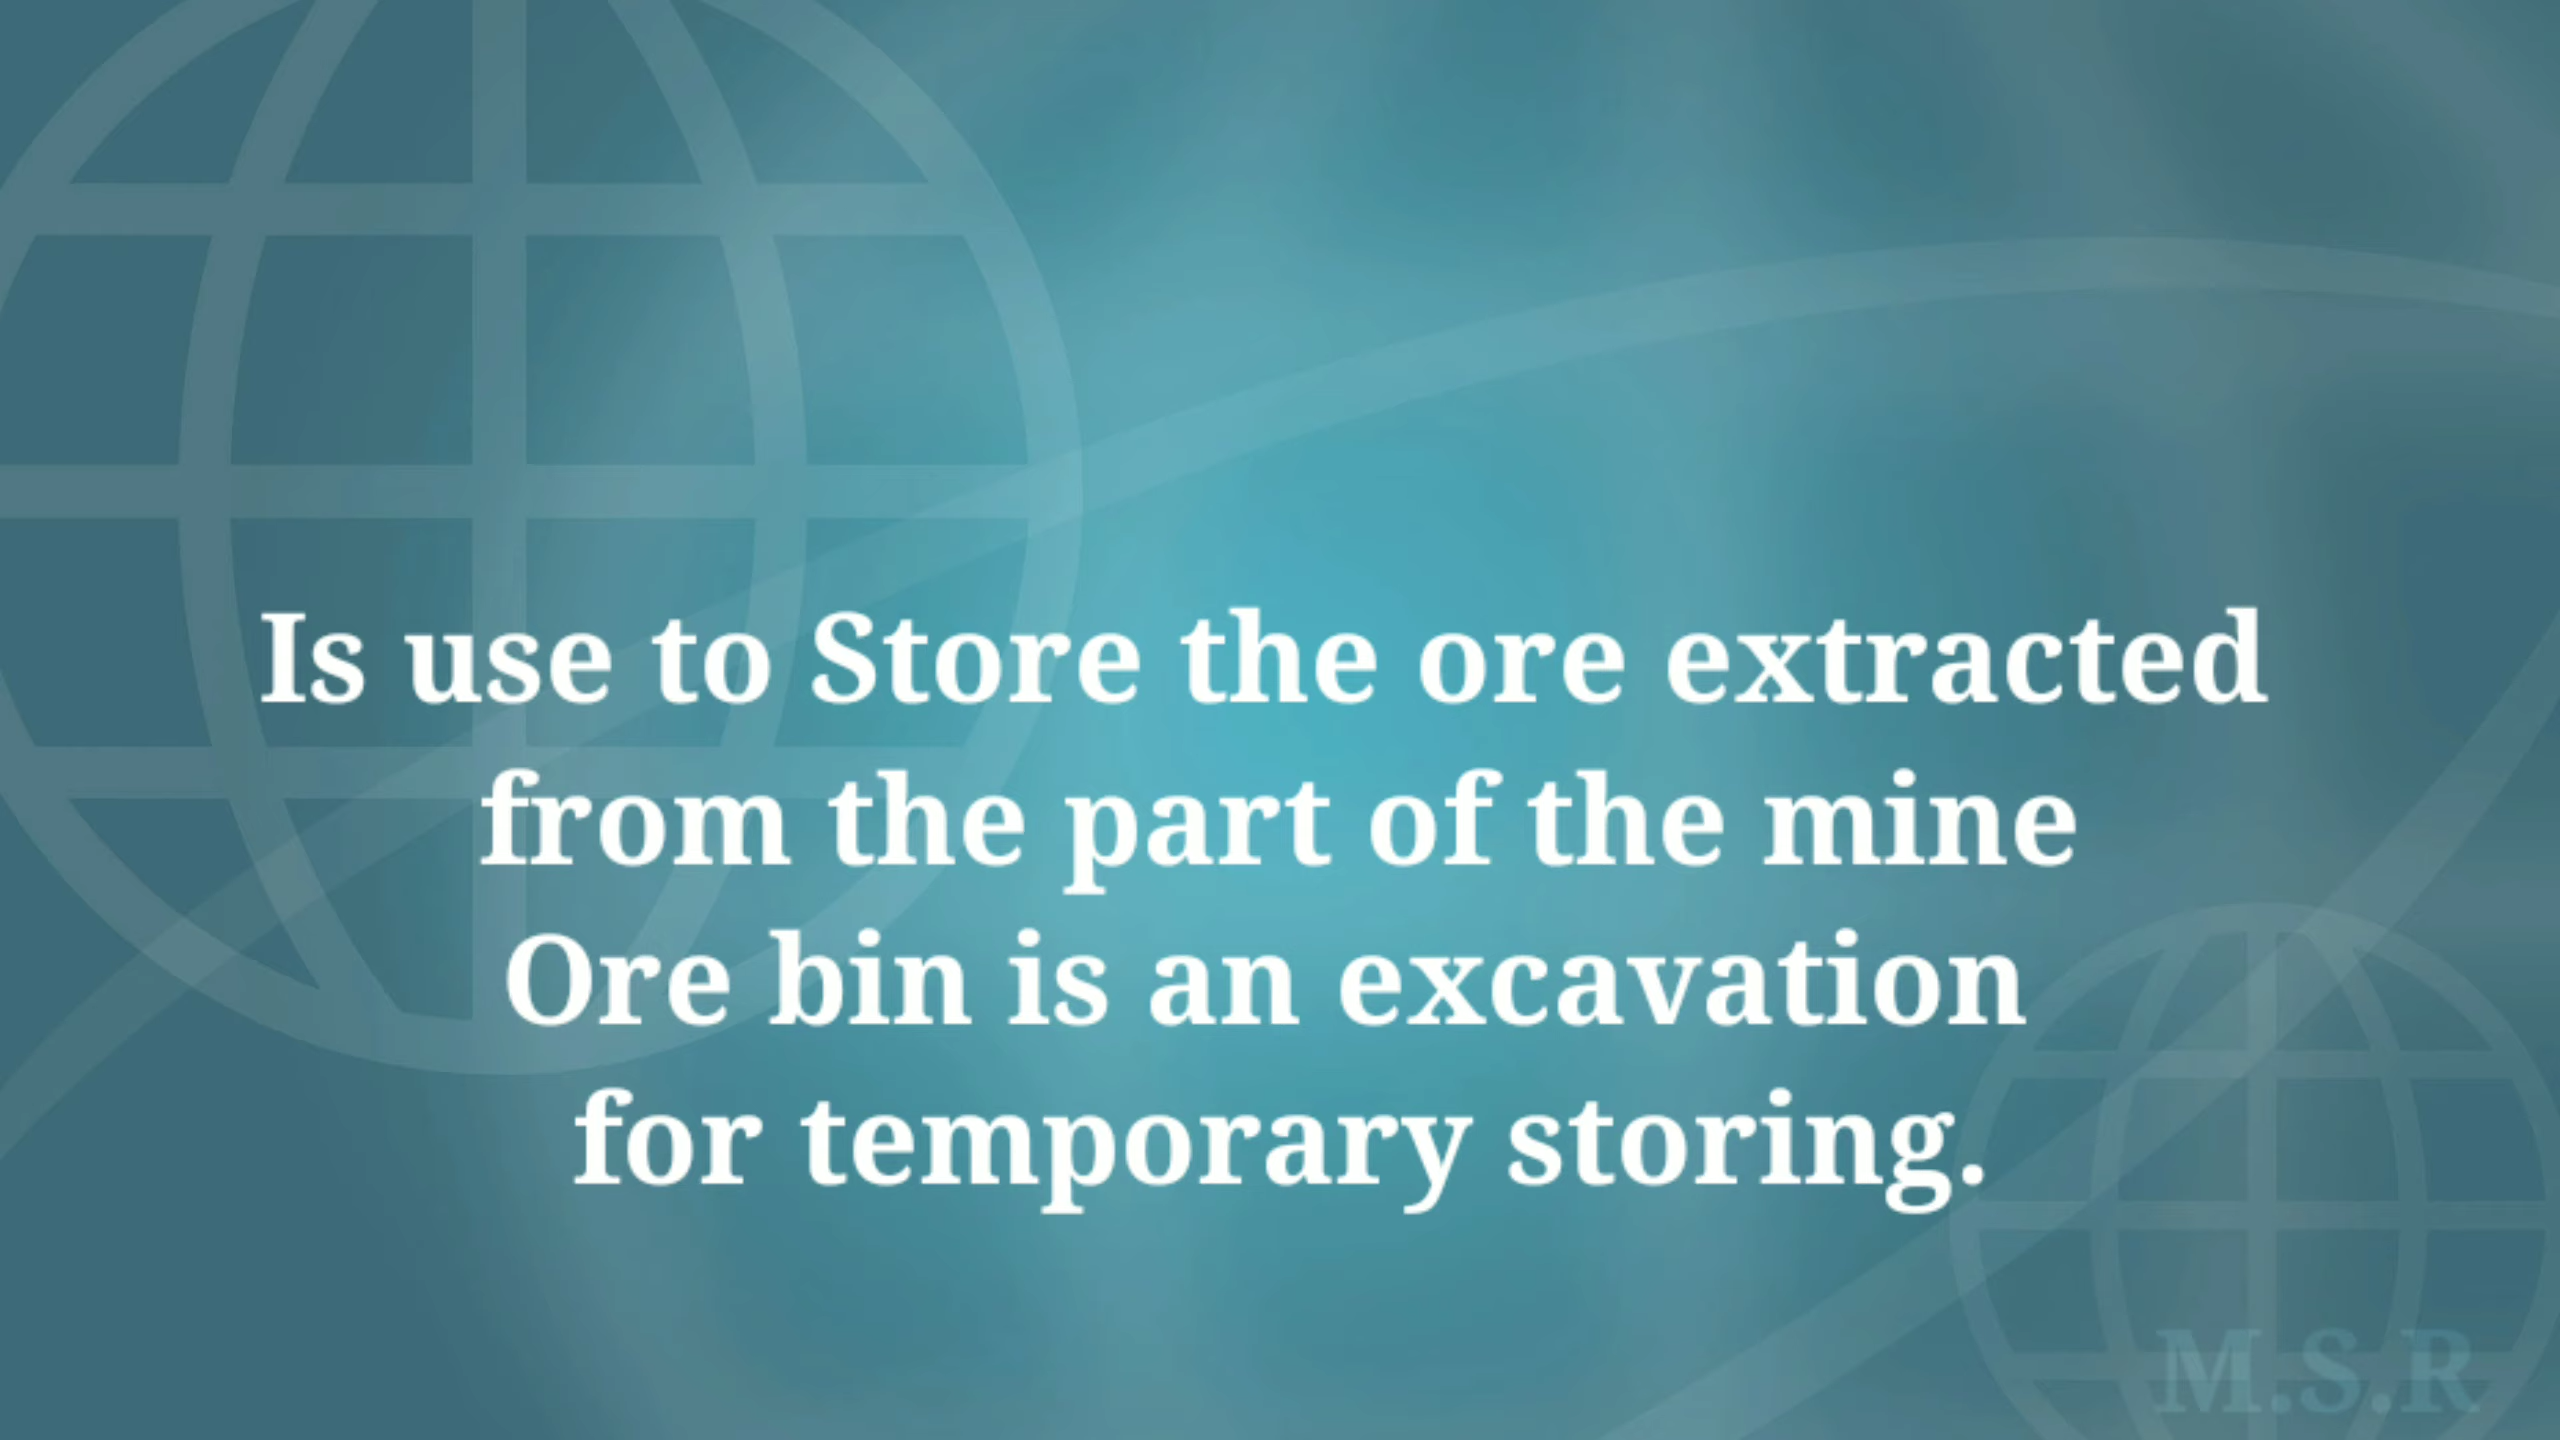 Is use to Store the ore extracted
from the part of the mine
Ore bin is an excavation
for temporary storing.
M.S.R